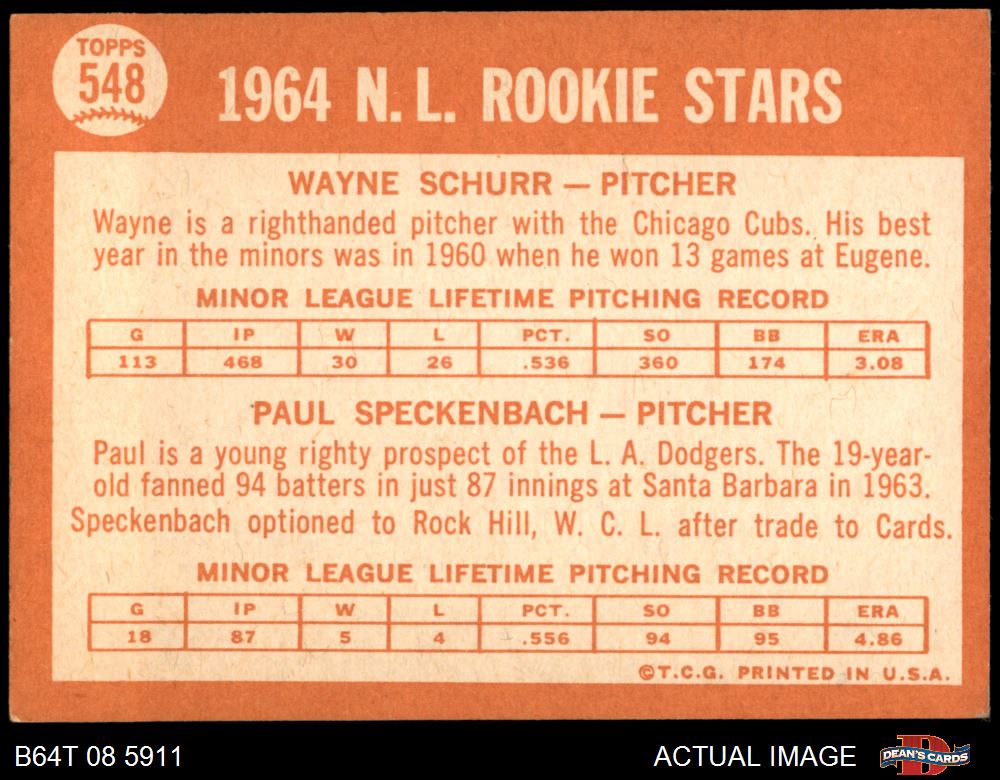 TOPPS
548
1964 N.L. ROOKIE STARS
WAYNE SCHURR — PITCHER
Wayne is a righthanded pitcher with the Chicago Cubs. His best
year in the minors was in 1960 when he won 13 games at Eugene.
MINOR LEAGUE LIFETIME PITCHING RECORD
G IP W L PCT. SO BB ERA
113 468 30 26 .536 360 174 3.08
PAUL SPECKENBACH — PITCHER
Paul is a young righty prospect of the L. A. Dodgers. The 19-year-
old fanned 94 batters in just 87 innings at Santa Barbara in 1963.
Speckenbach optioned to Rock Hill, W. C. L. after trade to Cards.
MINOR LEAGUE LIFETIME PITCHING RECORD
G IP W L PCT. SO BB ERA
18 87 5 4 .556 94 95 4.86
©T.C.G. PRINTED IN U.S.A.
B64T 08 5911
ACTUAL IMAGE
D
DEAN'S CARDS